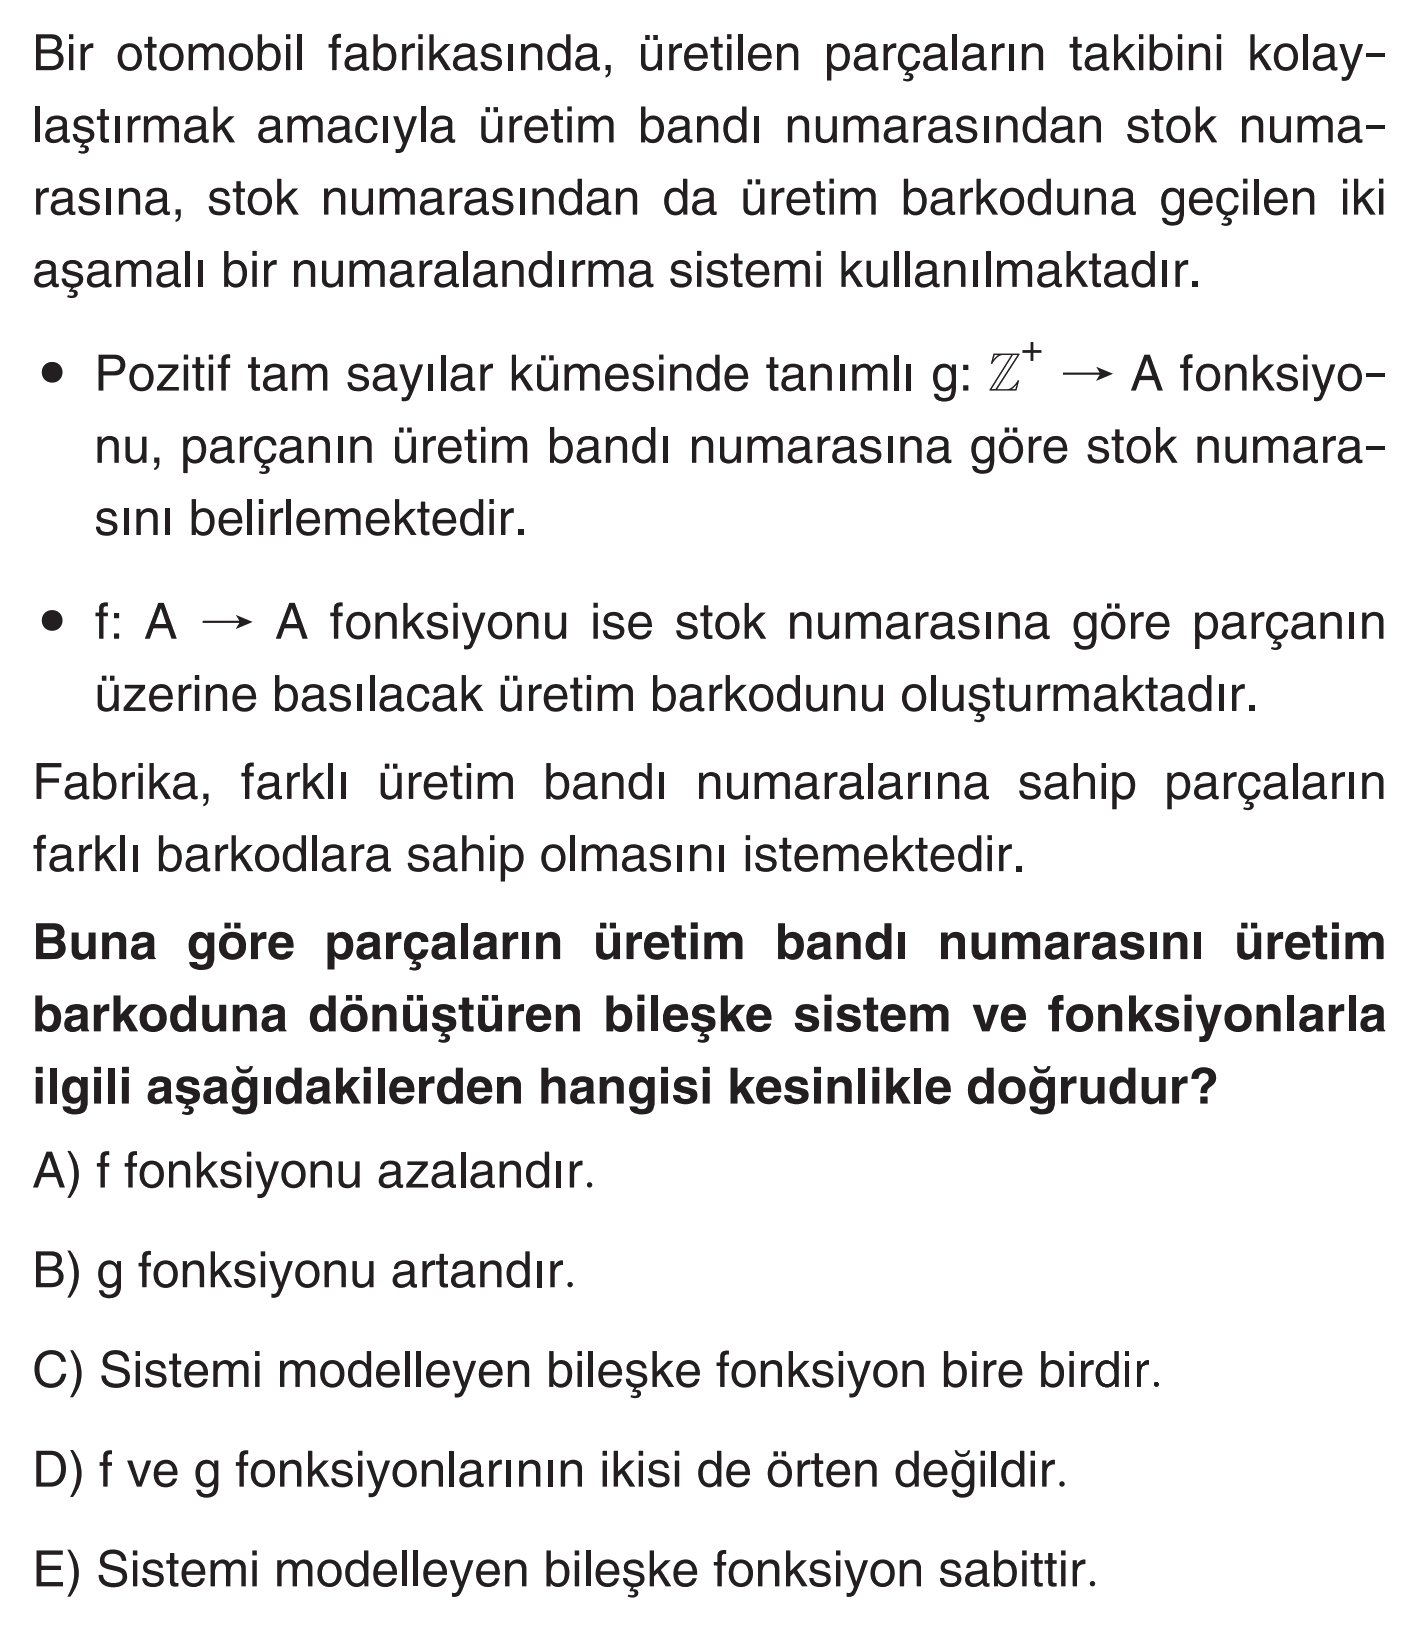 Bir otomobil fabrikasında, üretilen parçaların takibini kolay-
laştırmak amacıyla üretim bandı numarasından stok numa-
rasına, stok numarasından da üretim barkoduna geçilen iki
aşamalı bir numaralandırma sistemi kullanılmaktadır.
• Pozitif tam sayılar kümesinde tanımlı g: ℤ⁺ → A fonksiyo-
nu, parçanın üretim bandı numarasına göre stok numara-
sını belirlemektedir.
• f: A → A fonksiyonu ise stok numarasına göre parçanın
üzerine basılacak üretim barkodunu oluşturmaktadır.
Fabrika, farklı üretim bandı numaralarına sahip parçaların
farklı barkodlara sahip olmasını istemektedir.
Buna göre parçaların üretim bandı numarasını üretim
barkoduna dönüştüren bileşke sistem ve fonksiyonlarla
ilgili aşağıdakilerden hangisi kesinlikle doğrudur?
A) f fonksiyonu azalandır.
B) g fonksiyonu artandır.
C) Sistemi modelleyen bileşke fonksiyon bire birdir.
D) f ve g fonksiyonlarının ikisi de örten değildir.
E) Sistemi modelleyen bileşke fonksiyon sabittir.